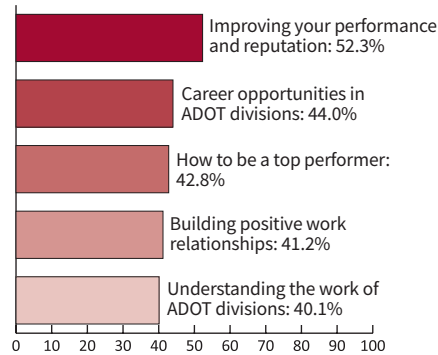 Improving your performance
and reputation: 52.3%
Career opportunities in
ADOT divisions: 44.0%
How to be a top performer:
42.8%
Building positive work
relationships: 41.2%
Understanding the work of
ADOT divisions: 40.1%
0 10 20 30 40 50 60 70 80 90 100